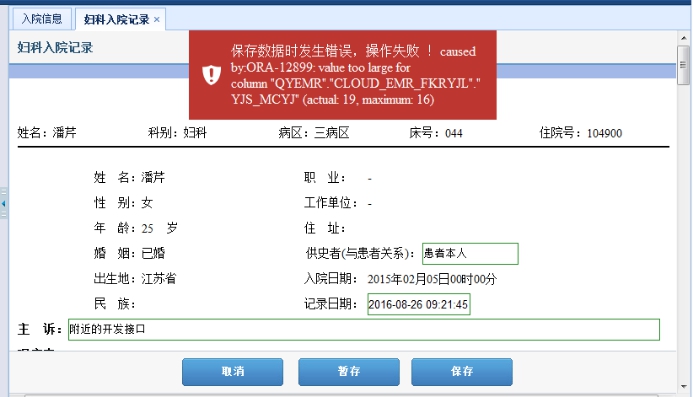 入院信息
妇科入院记录 ×
妇科入院记录
保存数据时发生错误，操作失败 ！ caused
by:ORA-12899: value too large for
column "QYEMR"."CLOUD_EMR_FKRYJL"."
YJS_MCYJ" (actual: 19, maximum: 16)
姓名：潘芹 科别：妇科 病区：三病区 床号：044 住院号：104900
姓 名：潘芹 职 业： -
性 别：女 工作单位： -
年 龄：25 岁 住 址：
婚 姻：已婚 供史者(与患者关系)：患者本人
出生地：江苏省 入院日期： 2015年02月05日00时00分
民 族： 记录日期： 2016-08-26 09:21:45
主 诉：附近的开发接口
取消 暂存 保存